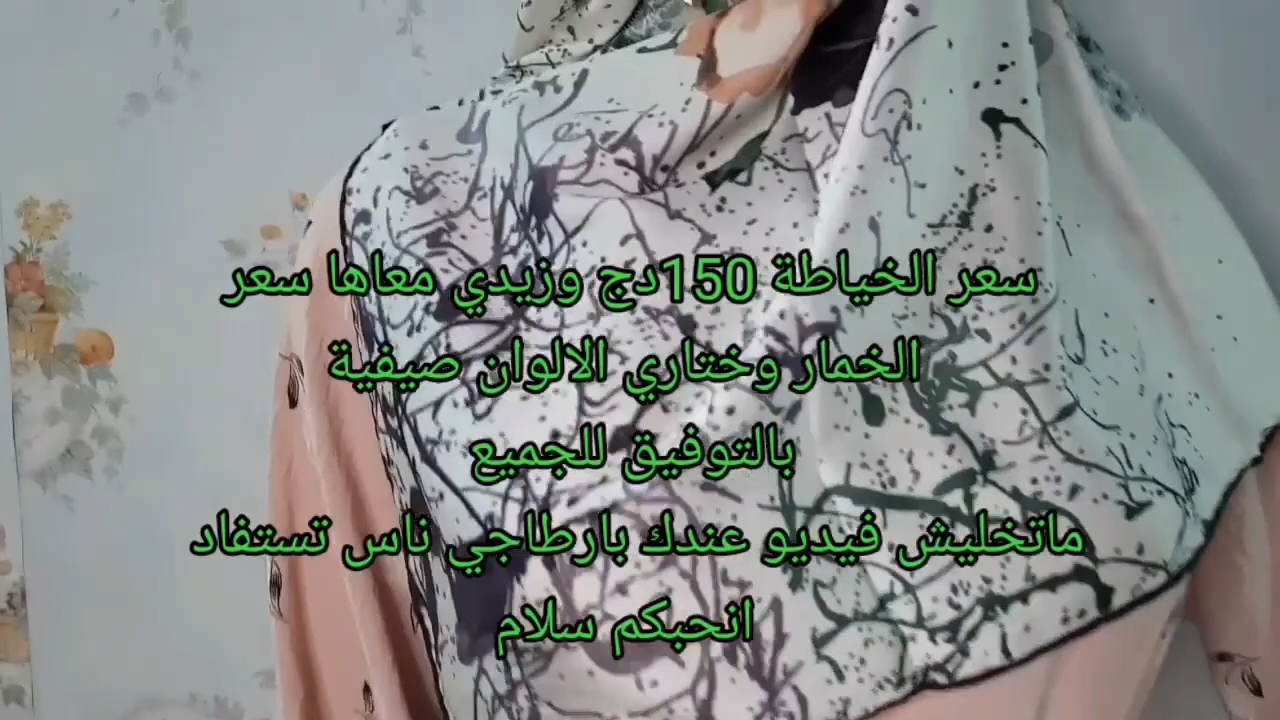 سعر الخياطة 150دج وزيدي معاها سعر
الخمار وختاري الالوان صيفية
بالتوفيق للجميع
ماتخليش فيديو عندك بارطاجي ناس تستفاد
انحبكم سلام